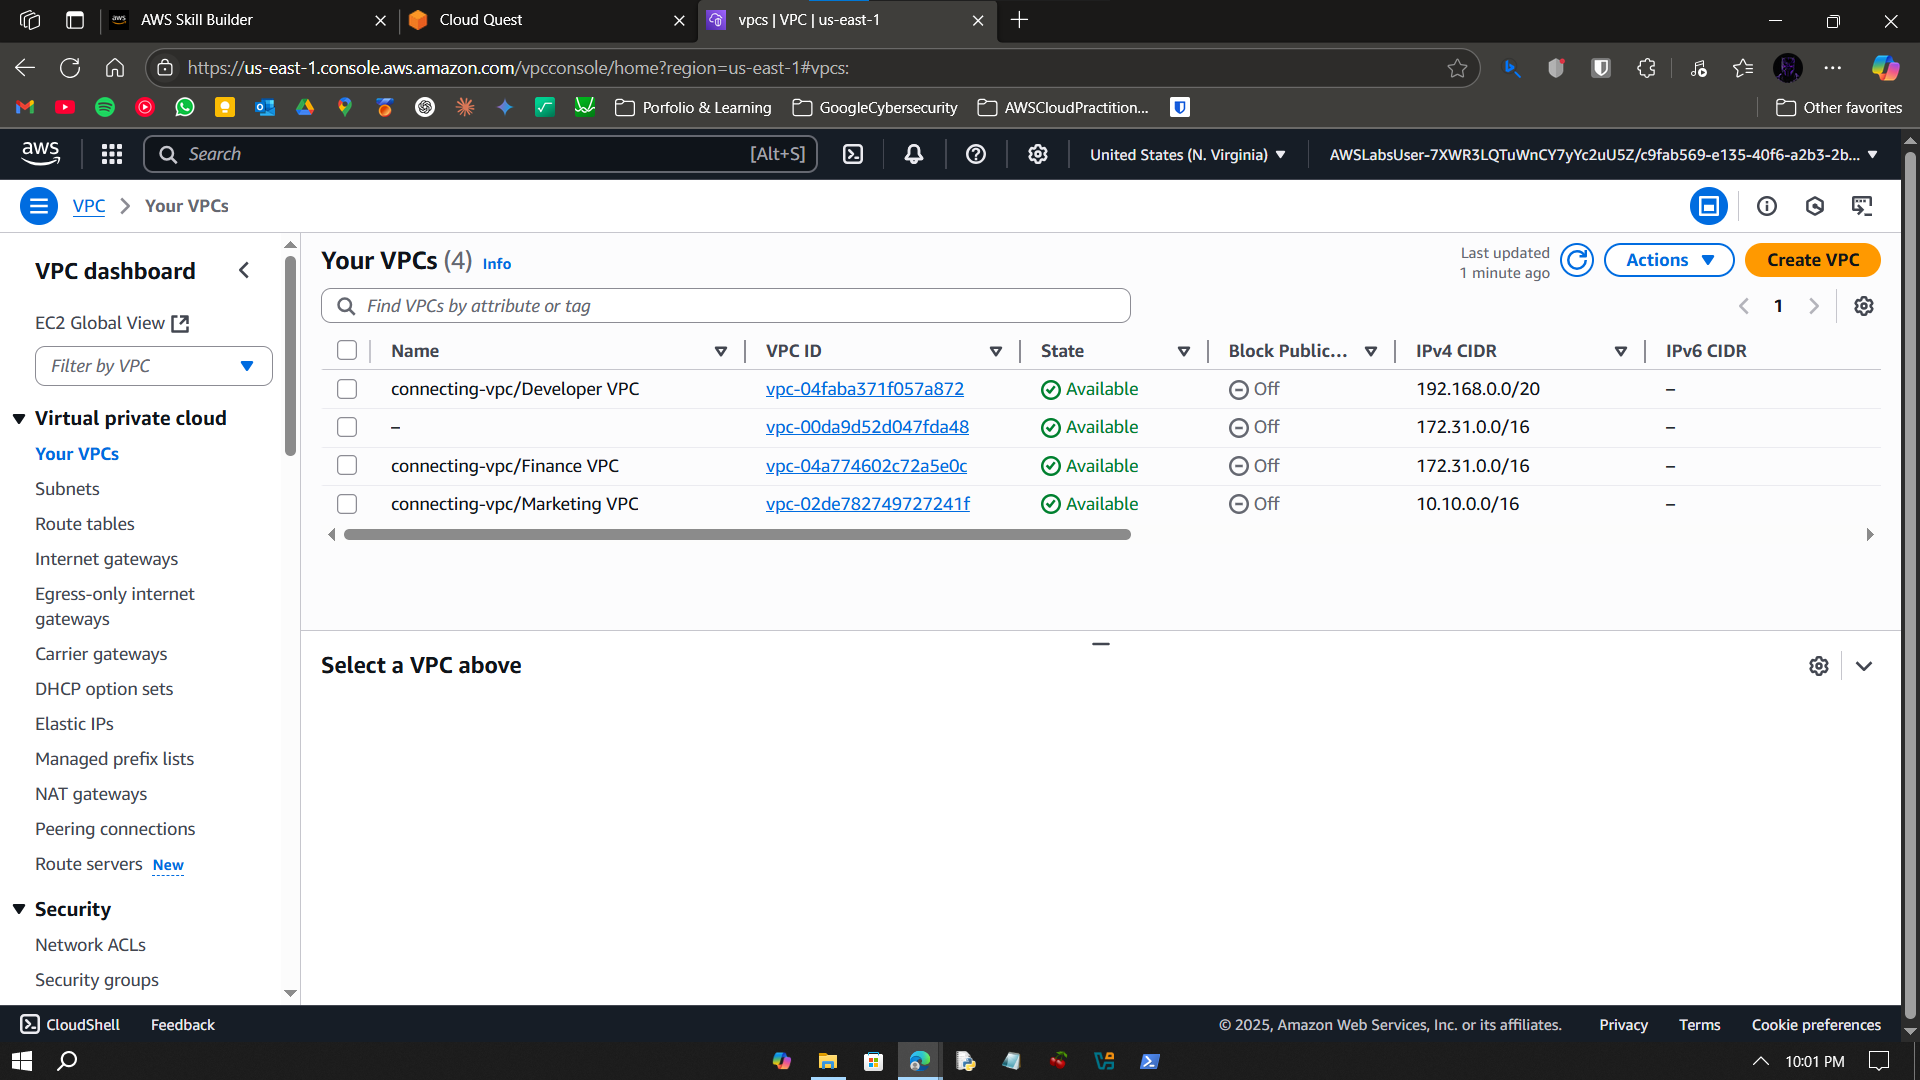 AWS Skill Builder
Cloud Quest
vpcs | VPC | us-east-1
https://us-east-1.console.aws.amazon.com/vpcconsole/home?region=us-east-1#vpcs:
Porfolio & Learning
GoogleCybersecurity
AWSCloudPractition...
Other favorites
aws
Search
[Alt+S]
United States (N. Virginia)
AWSLabsUser-7XWR3LQTuWnCY7yYc2uU5Z/c9fab569-e135-40f6-a2b3-2b...
VPC
Your VPCs
VPC dashboard
EC2 Global View
Filter by VPC
Virtual private cloud
Your VPCs
Subnets
Route tables
Internet gateways
Egress-only internet
gateways
Carrier gateways
DHCP option sets
Elastic IPs
Managed prefix lists
NAT gateways
Peering connections
Route servers New
Security
Network ACLs
Security groups
Your VPCs (4) Info
Last updated
1 minute ago
Actions
Create VPC
Find VPCs by attribute or tag
1
Name VPC ID State Block Public... IPv4 CIDR IPv6 CIDR
connecting-vpc/Developer VPC vpc-04faba371f057a872 Available Off 192.168.0.0/20 –
– vpc-00da9d52d047fda48 Available Off 172.31.0.0/16 –
connecting-vpc/Finance VPC vpc-04a774602c72a5e0c Available Off 172.31.0.0/16 –
connecting-vpc/Marketing VPC vpc-02de782749727241f Available Off 10.10.0.0/16 –
Select a VPC above
CloudShell
Feedback
© 2025, Amazon Web Services, Inc. or its affiliates.
Privacy
Terms
Cookie preferences
10:01 PM